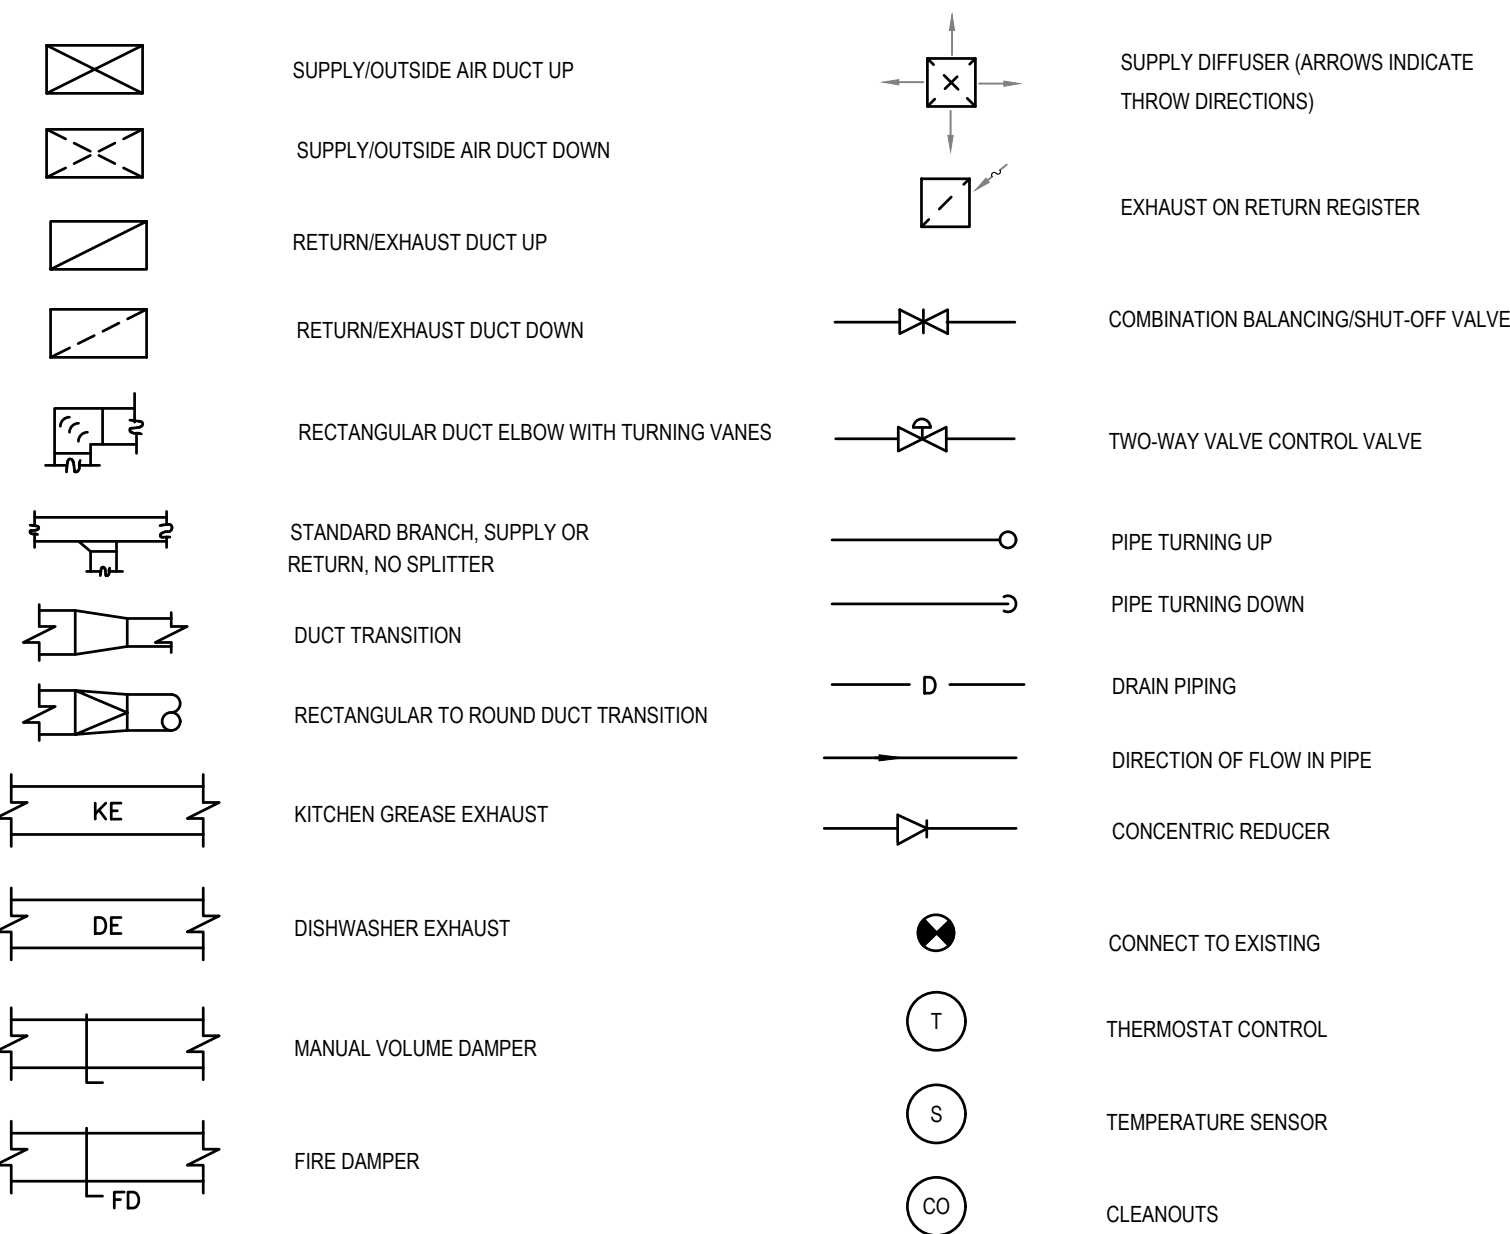 SUPPLY/OUTSIDE AIR DUCT UP
SUPPLY/OUTSIDE AIR DUCT DOWN
RETURN/EXHAUST DUCT UP
RETURN/EXHAUST DUCT DOWN
RECTANGULAR DUCT ELBOW WITH TURNING VANES
STANDARD BRANCH, SUPPLY OR
RETURN, NO SPLITTER
DUCT TRANSITION
RECTANGULAR TO ROUND DUCT TRANSITION
KE
KITCHEN GREASE EXHAUST
DE
DISHWASHER EXHAUST
MANUAL VOLUME DAMPER
FD
FIRE DAMPER
SUPPLY DIFFUSER (ARROWS INDICATE
THROW DIRECTIONS)
EXHAUST ON RETURN REGISTER
COMBINATION BALANCING/SHUT-OFF VALVE
TWO-WAY VALVE CONTROL VALVE
PIPE TURNING UP
PIPE TURNING DOWN
D
DRAIN PIPING
DIRECTION OF FLOW IN PIPE
CONCENTRIC REDUCER
CONNECT TO EXISTING
T
THERMOSTAT CONTROL
S
TEMPERATURE SENSOR
CO
CLEANOUTS